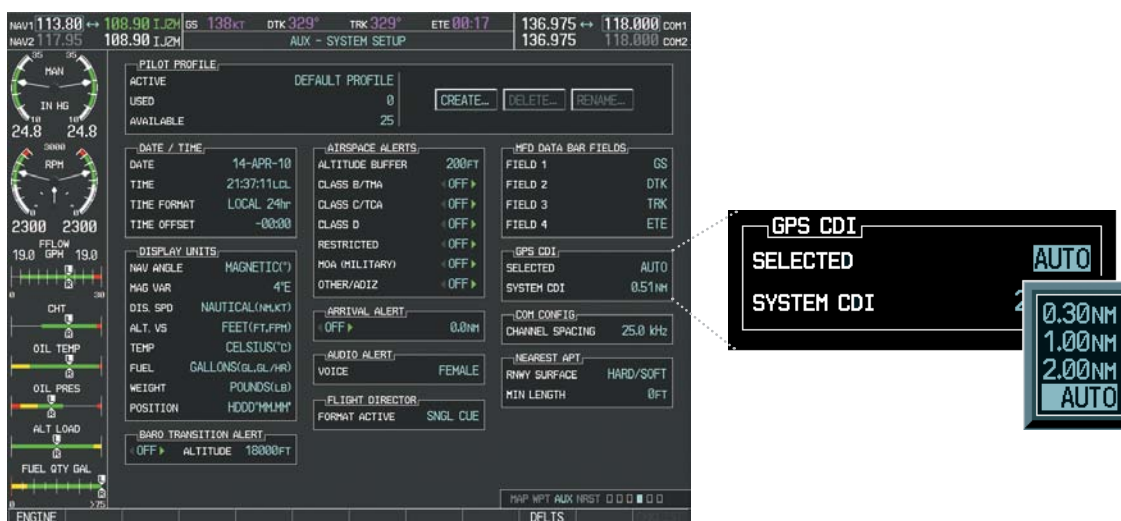 NAV1 113.80 ↔ 108.90 IJZM GS 138KT DTK 329° TRK 329° ETE 00:17 136.975 ↔ 118.000 COM1
NAV2 117.95 108.90 IJZM AUX - SYSTEM SETUP 136.975 118.000 COM2
35 35
MAN
IN HG
10 10
24.8 24.8
3000
RPM
2300 2300
FFLOW
19.0 GPH 19.0
L
R
0 30
CHT
L
R
OIL TEMP
L
R
OIL PRES
L
R
ALT LOAD
L
R
FUEL QTY GAL
L
R
0 >75
ENGINE
PILOT PROFILE
ACTIVE DEFAULT PROFILE
USED 0
AVAILABLE 25
CREATE... DELETE... RENAME...
DATE / TIME
DATE 14-APR-10
TIME 21:37:11LCL
TIME FORMAT LOCAL 24hr
TIME OFFSET -00:00
DISPLAY UNITS
NAV ANGLE MAGNETIC(°)
MAG VAR 4°E
DIS. SPD NAUTICAL(NM,KT)
ALT. VS FEET(FT,FPM)
TEMP CELSIUS(°C)
FUEL GALLONS(GL,GL/HR)
WEIGHT POUNDS(LB)
POSITION HDDD°MM.MM'
BARO TRANSITION ALERT
OFF ALTITUDE 18000FT
AIRSPACE ALERTS
ALTITUDE BUFFER 200FT
CLASS B/TMA OFF
CLASS C/TCA OFF
CLASS D OFF
RESTRICTED OFF
MOA (MILITARY) OFF
OTHER/ADIZ OFF
ARRIVAL ALERT
OFF 0.0NM
AUDIO ALERT
VOICE FEMALE
FLIGHT DIRECTOR
FORMAT ACTIVE SNGL CUE
MFD DATA BAR FIELDS
FIELD 1 GS
FIELD 2 DTK
FIELD 3 TRK
FIELD 4 ETE
GPS CDI
SELECTED AUTO
SYSTEM CDI 0.51NM
COM CONFIG
CHANNEL SPACING 25.0 kHz
NEAREST APT
RNWY SURFACE HARD/SOFT
MIN LENGTH 0FT
MAP WPT AUX NRST
DFLTS
GPS CDI
SELECTED AUTO
SYSTEM CDI 2
0.30NM
1.00NM
2.00NM
AUTO